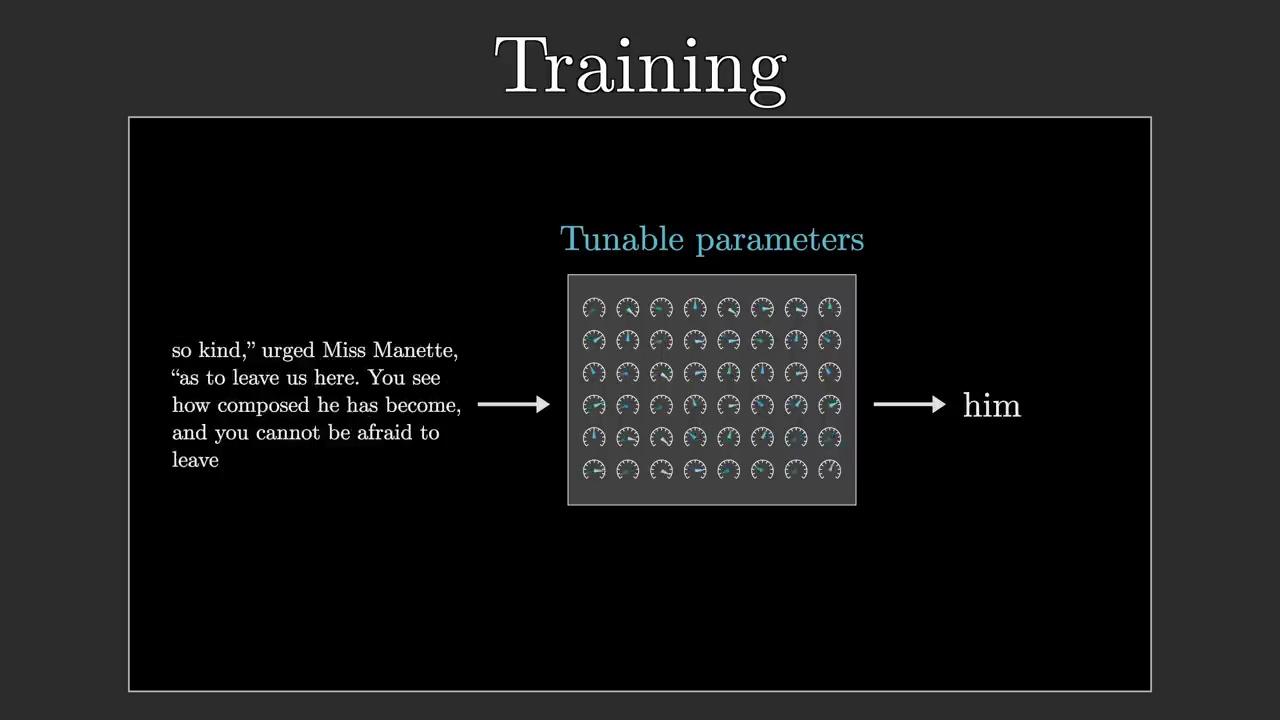 Training
Tunable parameters
so kind,” urged Miss Manette,
“as to leave us here. You see
how composed he has become,
and you cannot be afraid to
leave
him